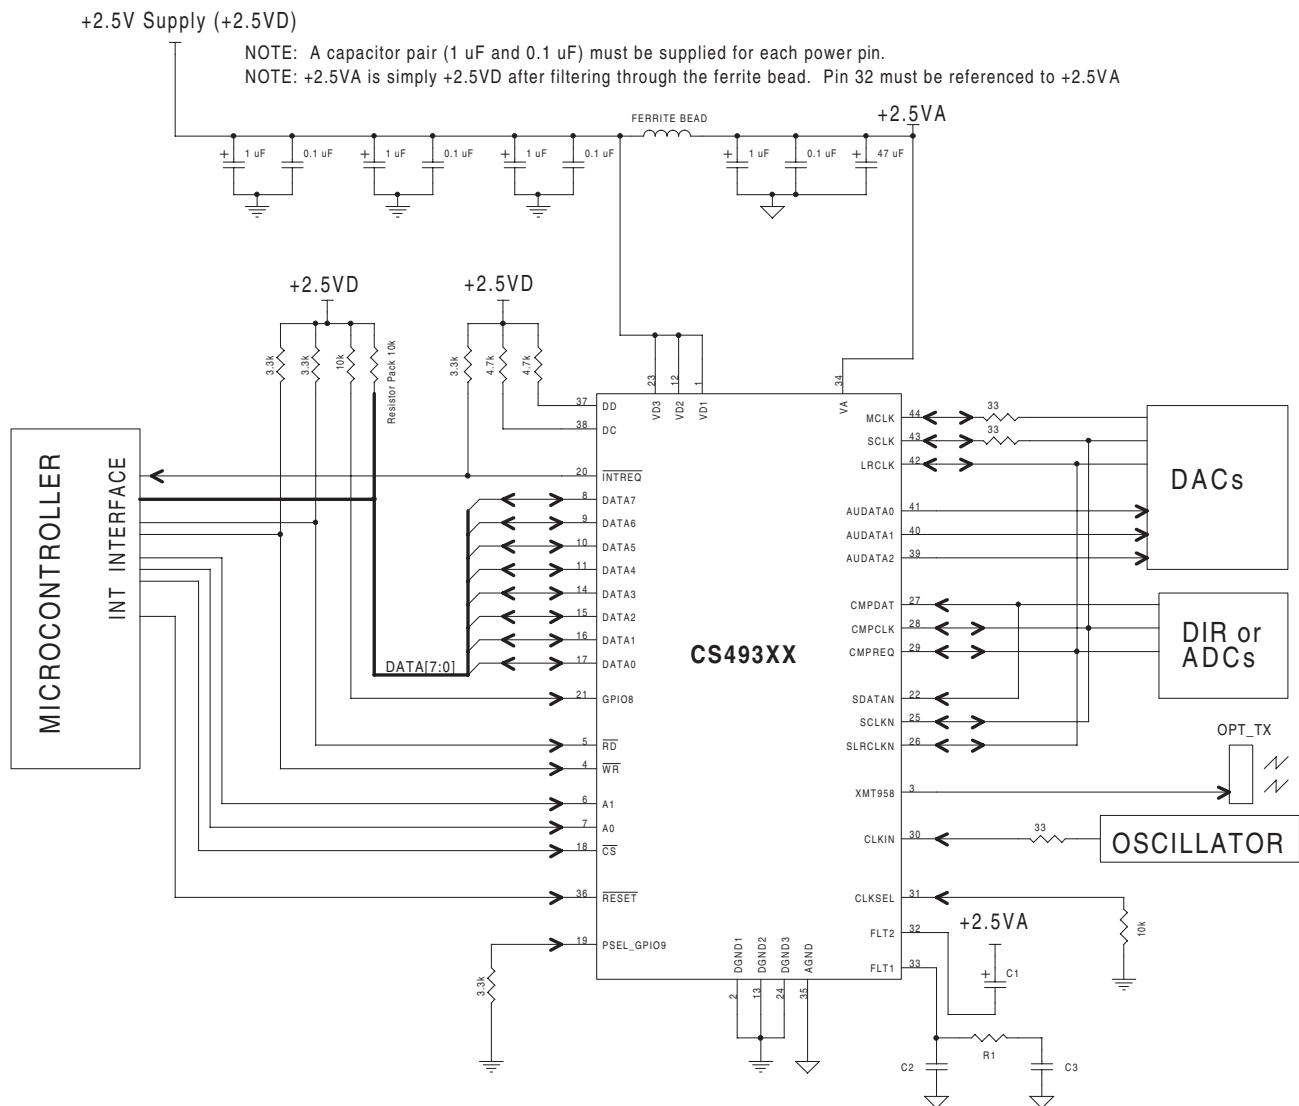 +2.5V Supply (+2.5VD)
NOTE: A capacitor pair (1 uF and 0.1 uF) must be supplied for each power pin.
NOTE: +2.5VA is simply +2.5VD after filtering through the ferrite bead. Pin 32 must be referenced to +2.5VA
FERRITE BEAD
+2.5VA
+ 1 uF
0.1 uF
+ 1 uF
0.1 uF
+ 1 uF
0.1 uF
+ 1 uF
0.1 uF
+ 47 uF
+2.5VD
+2.5VD
3.3k
3.3k
10k
Resistor Pack 10k
3.3k
4.7k
4.7k
23
12
1
34
VD3
VD2
VD1
VA
MICROCONTROLLER
INT INTERFACE
37 DD
38 DC
20 INTREQ
8 DATA7
9 DATA6
10 DATA5
11 DATA4
14 DATA3
15 DATA2
16 DATA1
17 DATA0
DATA[7:0]
21 GPIO8
5 RD
4 WR
6 A1
7 A0
18 CS
36 RESET
19 PSEL_GPIO9
3.3k
CS493XX
MCLK 44
33
SCLK 43
33
LRCLK 42
AUDATA0 41
AUDATA1 40
AUDATA2 39
DACs
CMPDAT 27
CMPCLK 28
CMPREQ 29
DIR or
ADCs
SDATAN 22
SCLKN 25
SLRCLKN 26
OPT_TX
XMT958 3
CLKIN 30
33
OSCILLATOR
CLKSEL 31
10k
+2.5VA
FLT2 32
+ C1
FLT1 33
DGND1
DGND2
DGND3
AGND
2
13
24
35
C2
R1
C3